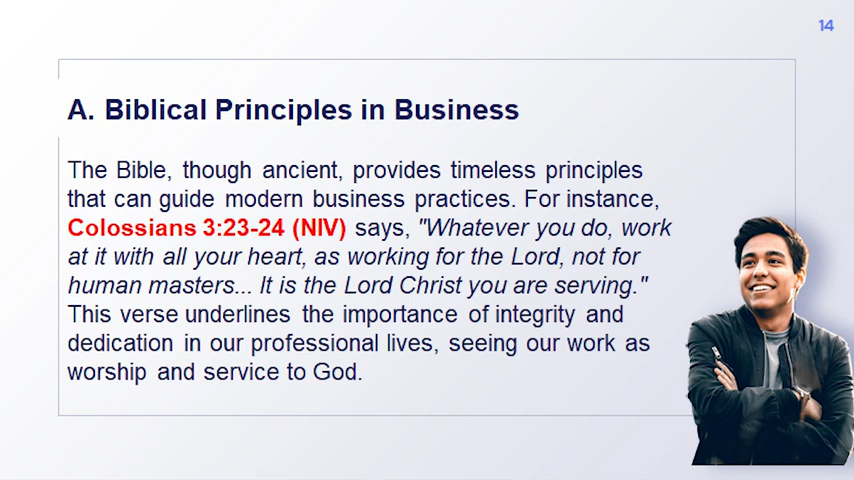 14
A. Biblical Principles in Business
The Bible, though ancient, provides timeless principles
that can guide modern business practices. For instance,
Colossians 3:23-24 (NIV) says, "Whatever you do, work
at it with all your heart, as working for the Lord, not for
human masters... It is the Lord Christ you are serving."
This verse underlines the importance of integrity and
dedication in our professional lives, seeing our work as
worship and service to God.